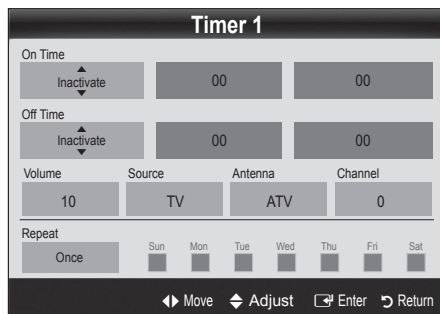 Timer 1
On Time
Inactivate 00 00
Off Time
Inactivate 00 00
Volume Source Antenna Channel
10 TV ATV 0
Repeat
Once Sun Mon Tue Wed Thu Fri Sat
Move Adjust Enter Return